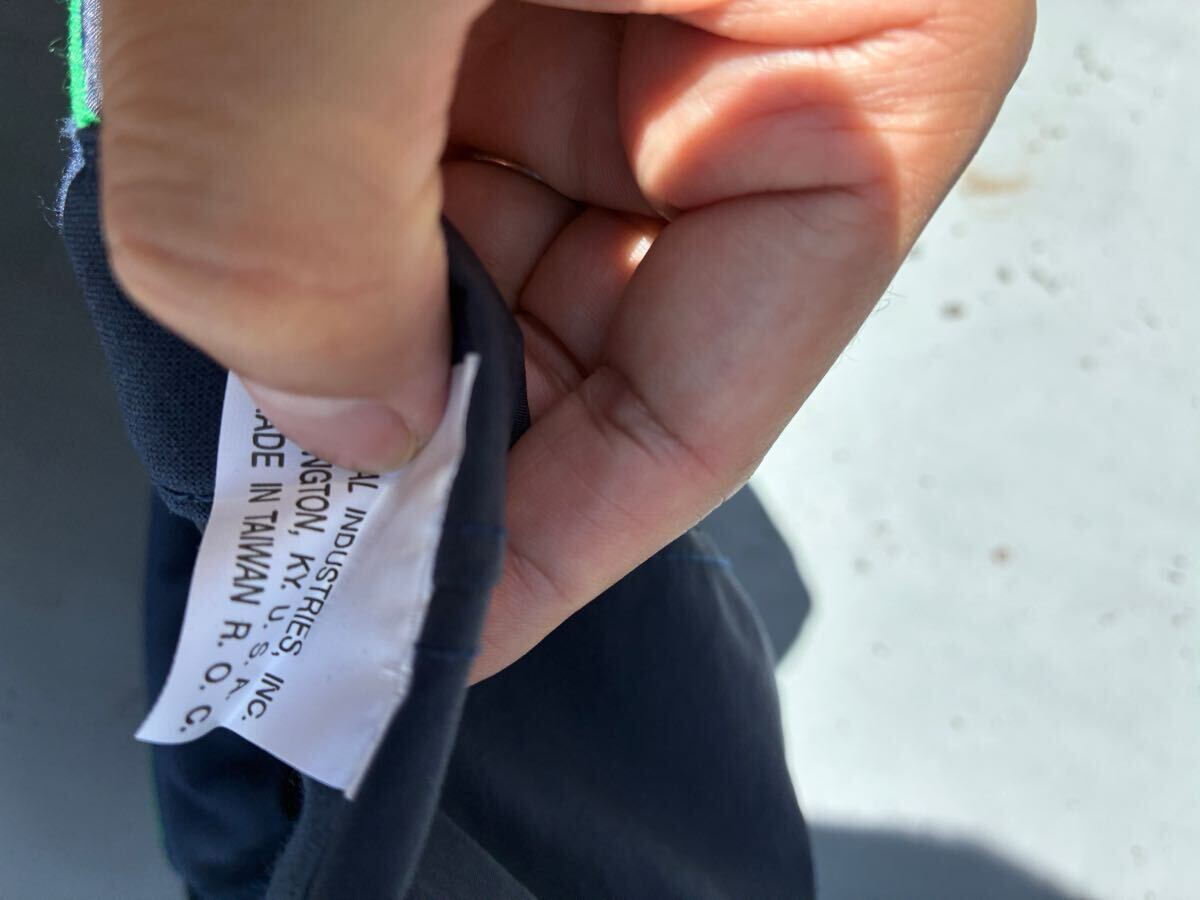 AL INDUSTRIES, INC.
NGTON, KY. U. S. A.
ADE IN TAIWAN R. O. C.